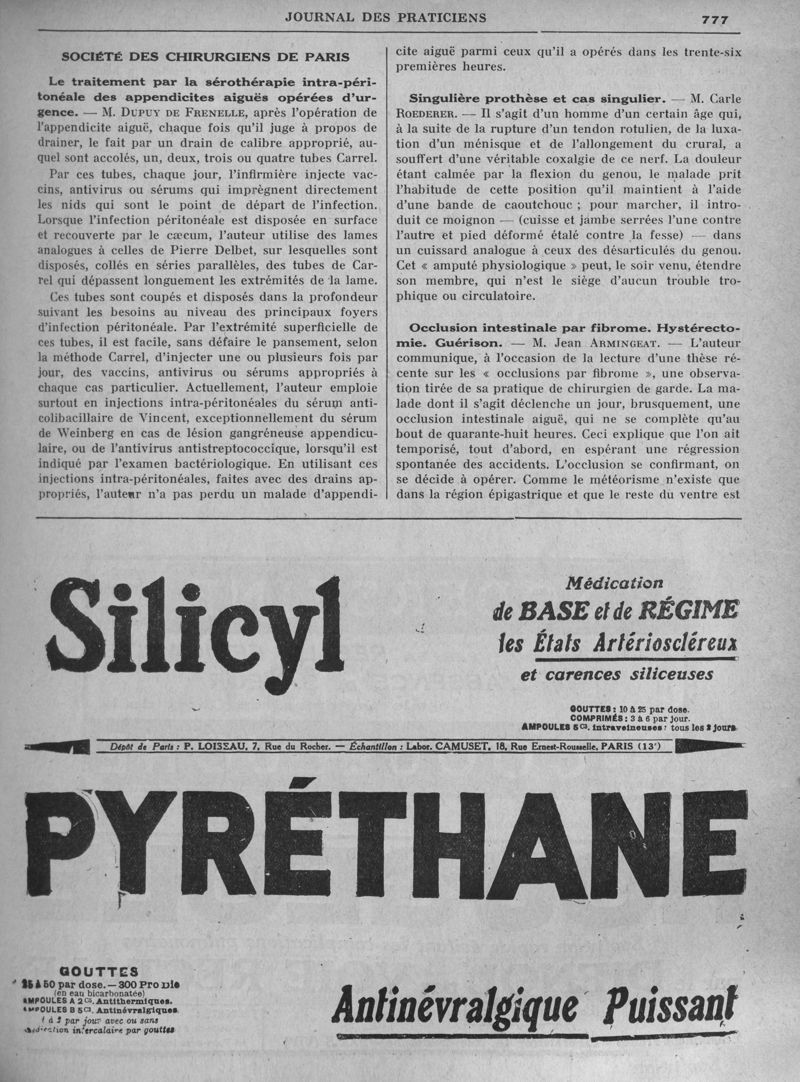 JOURNAL DES PRATICIENS
777
SOCIÉTÉ DES CHIRURGIENS DE PARIS
Le traitement par la sérothérapie intra-péri-
tonéale des appendicites aiguës opérées d'ur-
gence. — M. DUPUY DE FRENELLE, après l'opération de
l'appendicite aiguë, chaque fois qu'il juge à propos de
drainer, le fait par un drain de calibre approprié, au-
quel sont accolés, un, deux, trois ou quatre tubes Carrel.
Par ces tubes, chaque jour, l'infirmière injecte vac-
cins, antivirus ou sérums qui imprègnent directement
les nids qui sont le point de départ de l'infection.
Lorsque l'infection péritonéale est disposée en surface
et recouverte par le cæcum, l'auteur utilise des lames
analogues à celles de Pierre Delbet, sur lesquelles sont
disposés, collés en séries parallèles, des tubes de Car-
rel qui dépassent longuement les extrémités de la lame.
Ces tubes sont coupés et disposés dans la profondeur
suivant les besoins au niveau des principaux foyers
d'infection péritonéale. Par l'extrémité superficielle de
ces tubes, il est facile, sans défaire le pansement, selon
la méthode Carrel, d'injecter une ou plusieurs fois par
jour, des vaccins, antivirus ou sérums appropriés à
chaque cas particulier. Actuellement, l'auteur emploie
surtout en injections intra-péritonéales du sérum anti-
colibacillaire de Vincent, exceptionnellement du sérum
de Weinberg en cas de lésion gangréneuse appendicu-
laire, ou de l'antivirus antistreptococcique, lorsqu'il est
indiqué par l'examen bactériologique. En utilisant ces
injections intra-péritonéales, faites avec des drains ap-
propriés, l'auteur n'a pas perdu un malade d'appendi-
cite aiguë parmi ceux qu'il a opérés dans les trente-six
premières heures.
Singulière prothèse et cas singulier. — M. Carle
ROEDERER. — Il s'agit d'un homme d'un certain âge qui,
à la suite de la rupture d'un tendon rotulien, de la luxa-
tion d'un ménisque et de l'allongement du crural, a
souffert d'une véritable coxalgie de ce nerf. La douleur
étant calmée par la flexion du genou, le malade prit
l'habitude de cette position qu'il maintient à l'aide
d'une bande de caoutchouc ; pour marcher, il intro-
duit ce moignon — (cuisse et jambe serrées l'une contre
l'autre et pied déformé étalé contre la fesse) — dans
un cuissard analogue à ceux des désarticulés du genou.
Cet « amputé physiologique » peut, le soir venu, étendre
son membre, qui n'est le siège d'aucun trouble tro-
phique ou circulatoire.
Occlusion intestinale par fibrome. Hystérecto-
mie. Guérison. — M. Jean ARMINGEAT. — L'auteur
communique, à l'occasion de la lecture d'une thèse ré-
cente sur les « occlusions par fibrome », une observa-
tion tirée de sa pratique de chirurgien de garde. La ma-
lade dont il s'agit déclenche un jour, brusquement, une
occlusion intestinale aiguë, qui ne se complète qu'au
bout de quarante-huit heures. Ceci explique que l'on ait
temporisé, tout d'abord, en espérant une régression
spontanée des accidents. L'occlusion se confirmant, on
se décide à opérer. Comme le météorisme n'existe que
dans la région épigastrique et que le reste du ventre est
Silicyl
Médication
de BASE et de RÉGIME
les États Artérioscléreux
et carences siliceuses
GOUTTES : 10 à 25 par dose.
COMPRIMÉS : 3 à 6 par jour.
AMPOULES 5 cc. intraveineuses : tous les 2 jours.
Dépôt de Paris : P. LOISEAU, 7, Rue du Rocher. — Échantillon : Labor. CAMUSET, 18, Rue Ernest-Rousselle, PARIS (13e)
PYRÉTHANE
GOUTTES
25 à 50 par dose. — 300 Pro Die
(en eau bicarbonatée)
AMPOULES A 2 cc. Antithermiques.
AMPOULES B 5 cc. Antinévralgiques.
1 à 2 par jour avec ou sans
médication intercalaire par gouttes
Antinévralgique Puissant